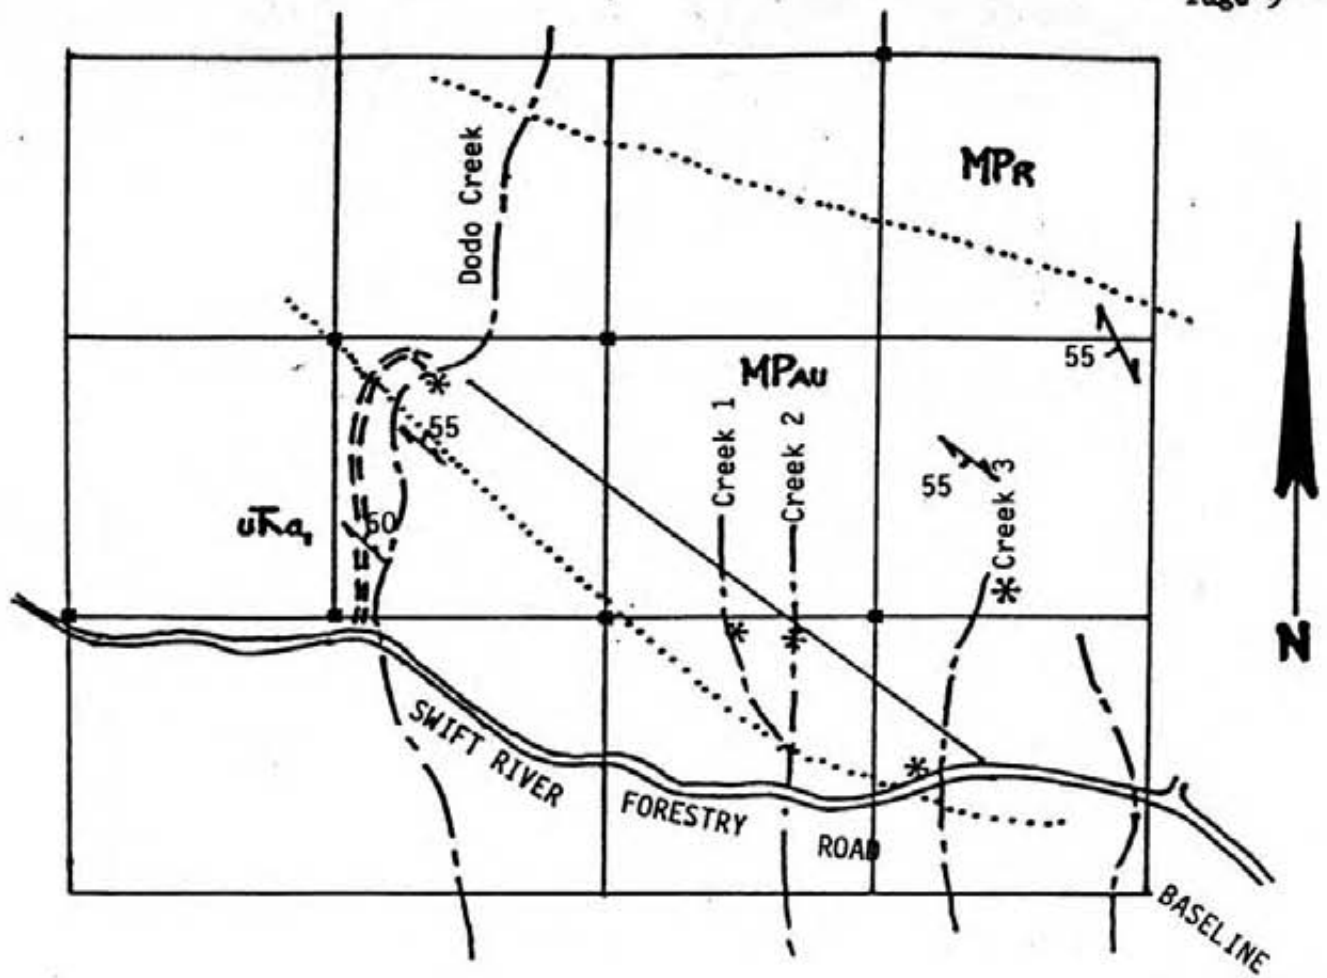 Dodo Creek
MPR
55
MPAU
55
Creek 1
Creek 2
55
Creek 3
50
N
SWIFT RIVER
FORESTRY
ROAD
BASELINE